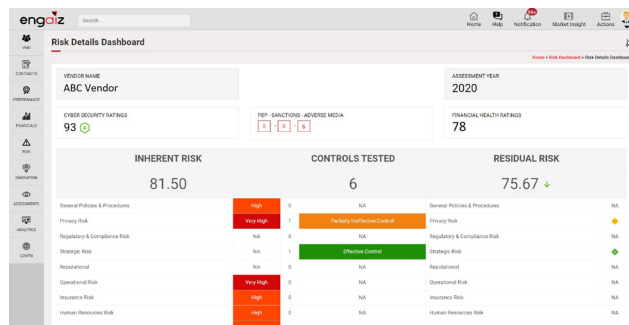 engaiz
Search..
Home
Help
99+
Notification
Market Insight
Actions
VMO
CONTRACTS
PERFORMANCE
FINANCIALS
RISK
INNOVATION
ASSESSMENTS
ANALYTICS
CONFIG
Risk Details Dashboard
Home » Risk Dashboard » Risk Details Dashboar
VENDOR NAME
ABC Vendor
ASSESSMENT YEAR
2020
CYBER SECURITY RATINGS
93 A
PEP - SANCTIONS - ADVERSE MEDIA
0 - 0 - 6
FINANCIAL HEALTH RATINGS
78
INHERENT RISK CONTROLS TESTED RESIDUAL RISK
81.50 6 75.67
General Policies & Procedures High 0 NA General Policies & Procedures NA
Privacy Risk Very High 1 Partially Ineffective Control Privacy Risk
Regulatory & Compliance Risk NA 0 NA Regulatory & Compliance Risk NA
Strategic Risk NA 1 Effective Control Strategic Risk
Reputational NA 0 NA Reputational NA
Operational Risk Very High 0 NA Operational Risk NA
Insurance Risk High 0 NA Insurance Risk NA
Human Resources Risk High 0 NA Human Resources Risk NA